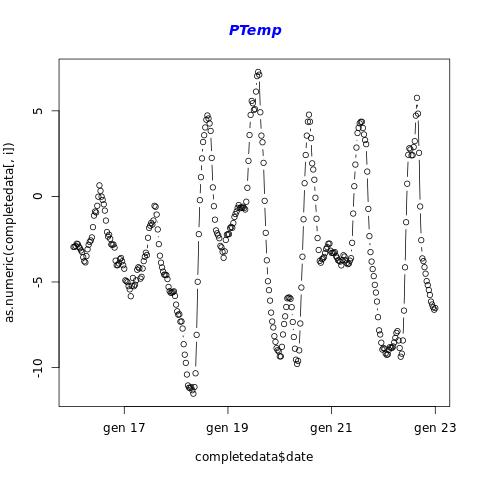 PTemp
as.numeric(completedata[, i])
5
0
-5
-10
gen 17
gen 19
gen 21
gen 23
completedata$date